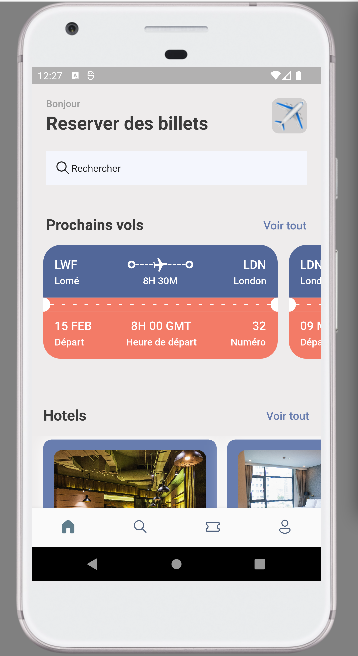 12:27
Bonjour
Reserver des billets
Rechercher
Prochains vols Voir tout
LWF LDN LDN
Lomé 8H 30M London Lond
15 FEB 8H 00 GMT 32 09 M
Départ Heure de départ Numéro Dépa
Hotels Voir tout